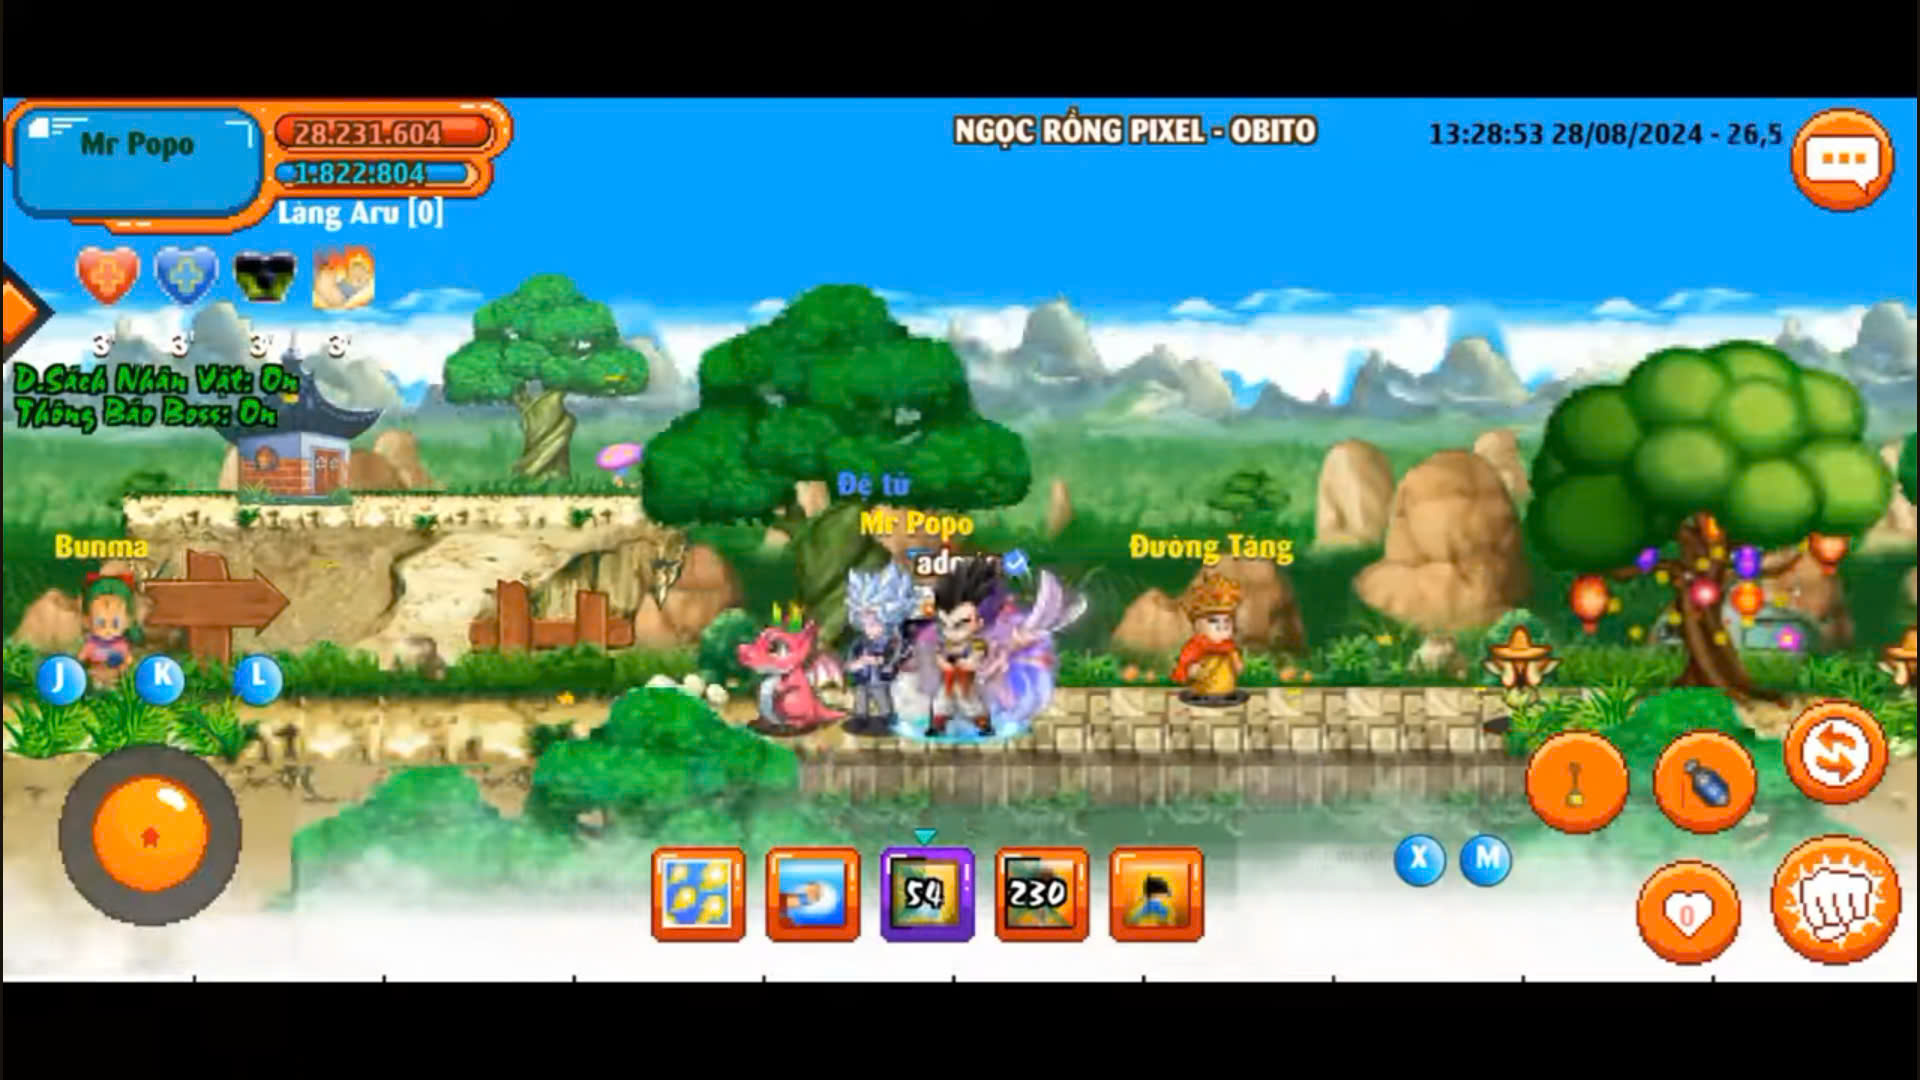 Mr Popo
28.231.604
1.822.804
Làng Aru [0]
NGỌC RỒNG PIXEL - OBITO
13:28:53 28/08/2024 - 26,5
3' 3' 3' 3'
D.Sách Nhân Vật: On
Thông Báo Boss: On
Đệ tử
Mr Popo
Bunma
Đường Tăng
J K L
X M
54 230
0